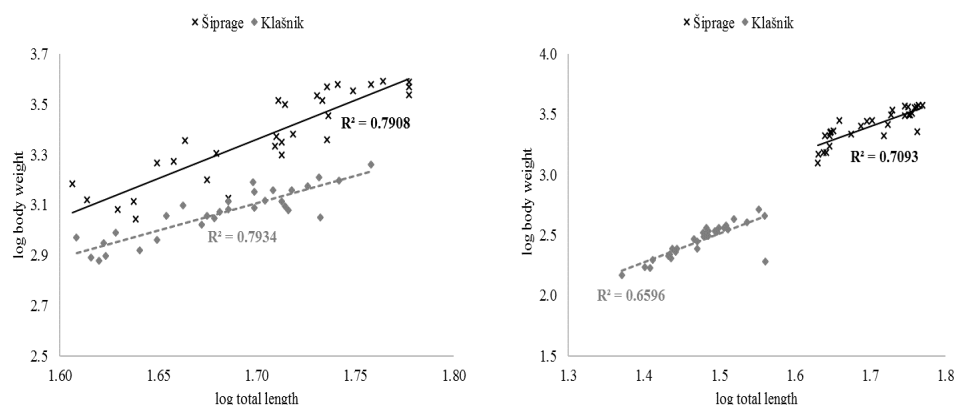 × Šiprage ◆ Klašnik
3.7
3.5
3.3
3.1
2.9
2.7
2.5
log body weight
R² = 0.7908
R² = 0.7934
1.60 1.65 1.70 1.75 1.80
log total length
× Šiprage ◆ Klašnik
4.0
3.5
3.0
2.5
2.0
1.5
log body weight
R² = 0.7093
R² = 0.6596
1.3 1.4 1.5 1.6 1.7 1.8
log total length